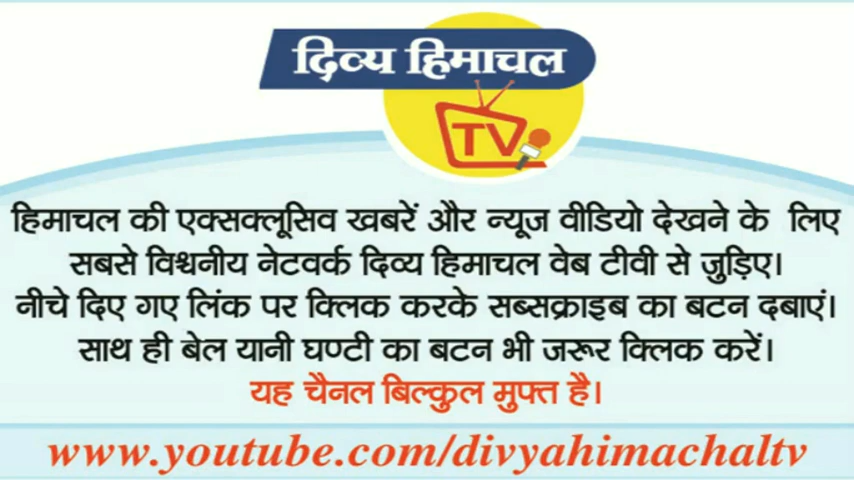 दिव्य हिमाचल
TV
हिमाचल की एक्सक्लूसिव खबरें और न्यूज वीडियो देखने के लिए
सबसे विश्वनीय नेटवर्क दिव्य हिमाचल वेब टीवी से जुड़िए।
नीचे दिए गए लिंक पर क्लिक करके सब्सक्राइब का बटन दबाएं।
साथ ही बेल यानी घण्टी का बटन भी जरूर क्लिक करें।
यह चैनल बिल्कुल मुफ्त है।
www.youtube.com/divyahimachaltv